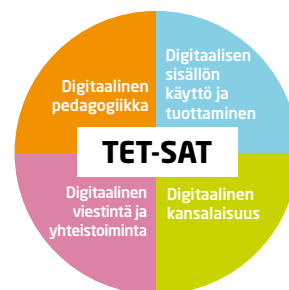 Digitaalinen
pedagogiikka
Digitaalisen
sisällön
käyttö ja
tuottaminen
TET-SAT
Digitaalinen
viestintä ja
yhteistoiminta
Digitaalinen
kansalaisuus